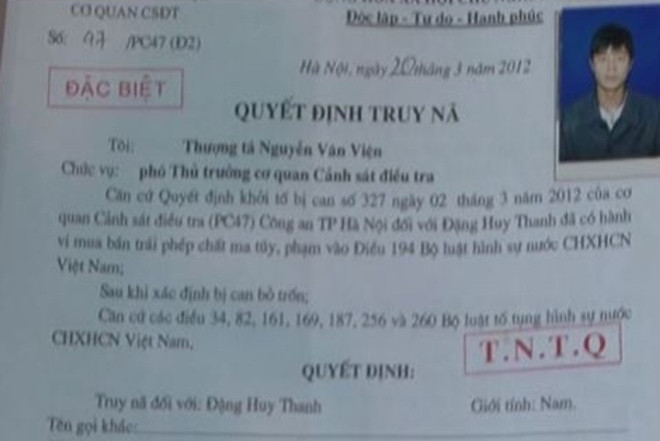 CƠ QUAN CSĐT
Độc lập - Tự do - Hạnh phúc
Số: 47 /PC47 (Đ2)
Hà Nội, ngày 20 tháng 3 năm 2012
ĐẶC BIỆT
QUYẾT ĐỊNH TRUY NÃ
Tôi: Thượng tá Nguyễn Văn Viện
Chức vụ: phó Thủ trưởng cơ quan Cảnh sát điều tra
Căn cứ Quyết định khởi tố bị can số 327 ngày 02 tháng 3 năm 2012 của cơ
quan Cảnh sát điều tra (PC47) Công an TP Hà Nội đối với Đặng Huy Thanh đã có hành
vi mua bán trái phép chất ma túy, phạm vào Điều 194 Bộ luật hình sự nước CHXHCN
Việt Nam;
Sau khi xác định bị can bỏ trốn;
Căn cứ các điều 34, 82, 161, 169, 187, 256 và 260 Bộ luật tố tụng hình sự nước
CHXHCN Việt Nam,
T.N.T.Q
QUYẾT ĐỊNH:
Truy nã đối với: Đặng Huy Thanh Giới tính: Nam.
Tên gọi khác: